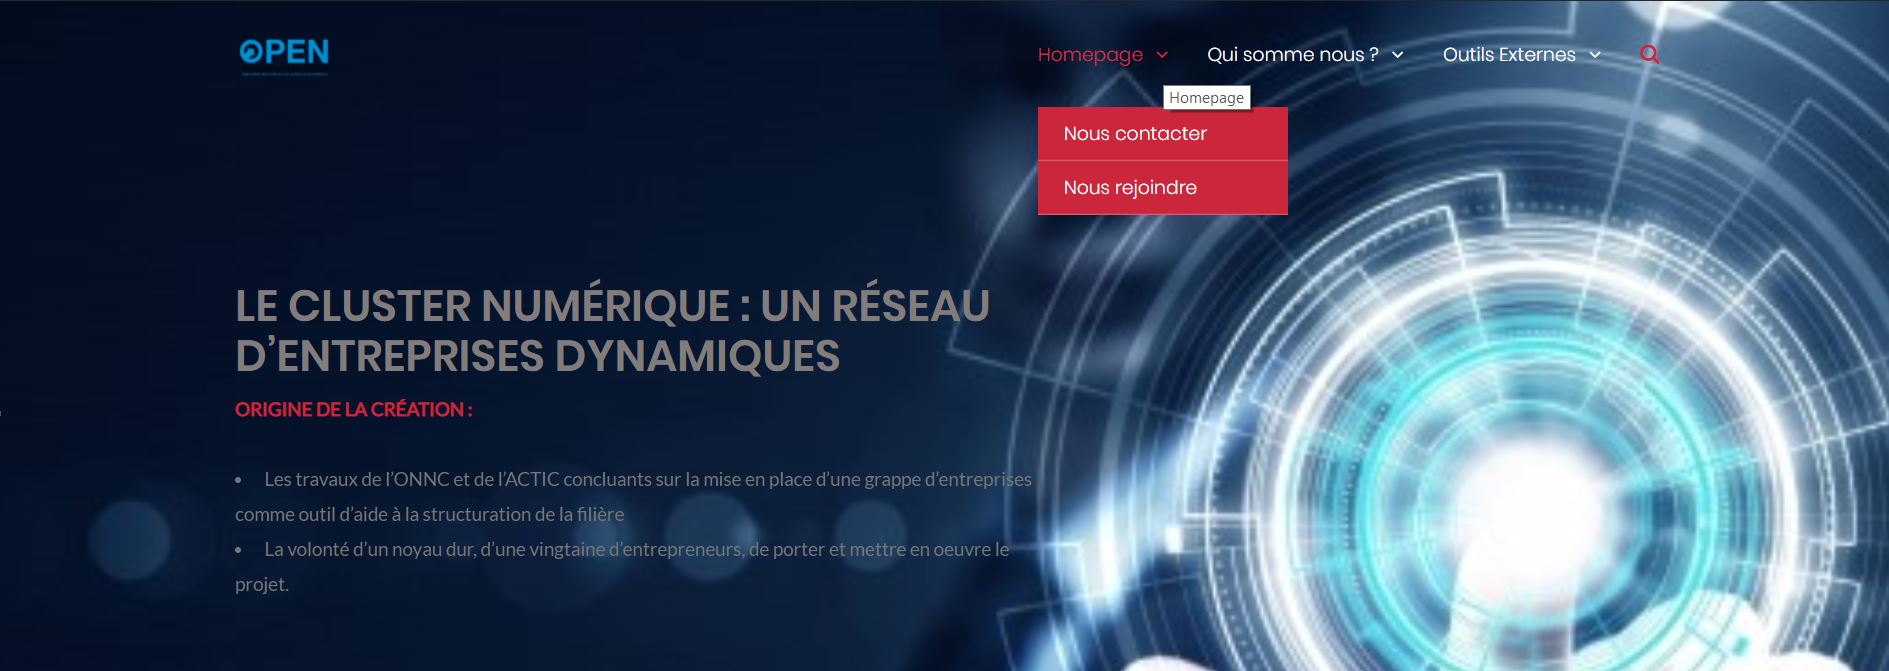 OPEN
Homepage
Qui somme nous ?
Outils Externes
Homepage
Nous contacter
Nous rejoindre
LE CLUSTER NUMÉRIQUE : UN RÉSEAU
D’ENTREPRISES DYNAMIQUES
ORIGINE DE LA CRÉATION :
• Les travaux de l’ONNC et de l’ACTIC concluants sur la mise en place d’une grappe d’entreprises
comme outil d’aide à la structuration de la filière
• La volonté d’un noyau dur, d’une vingtaine d’entrepreneurs, de porter et mettre en oeuvre le
projet.